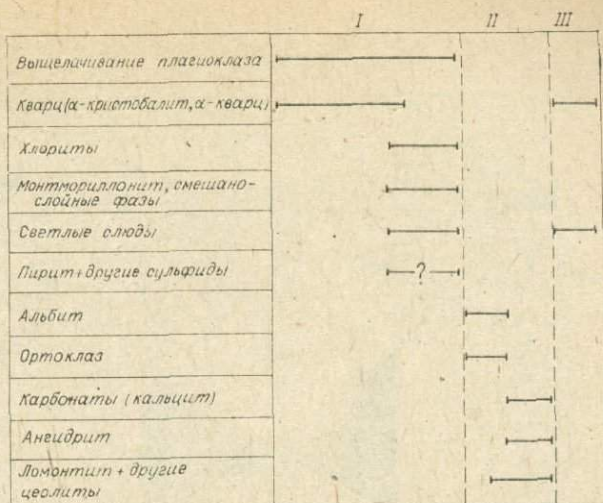 I II III
Выщелачивание плагиоклаза
Кварц (α-кристобалит, α-кварц)
Хлориты
Монтмориллонит, смешано-
слойные фазы
Светлые слюды
Пирит + другие сульфиды
?
Альбит
Ортоклаз
Карбонаты (кальцит)
Ангидрит
Ломонтит + другие
цеолиты